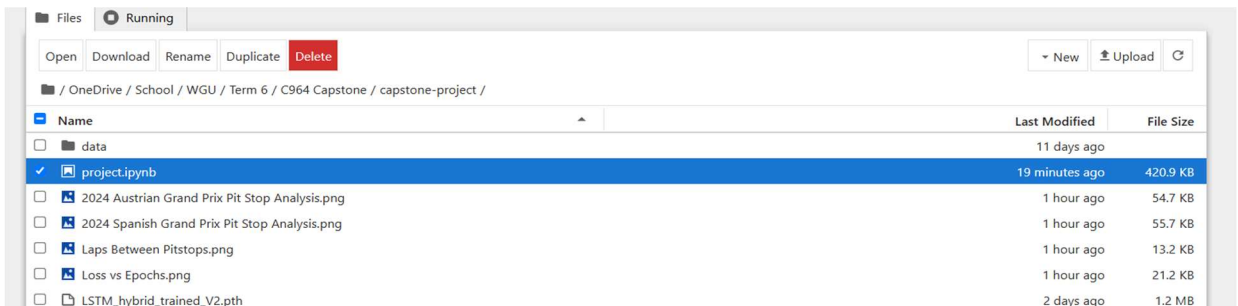 Files Running
Open Download Rename Duplicate Delete New Upload
/ OneDrive / School / WGU / Term 6 / C964 Capstone / capstone-project /
Name Last Modified File Size
data 11 days ago
project.ipynb 19 minutes ago 420.9 KB
2024 Austrian Grand Prix Pit Stop Analysis.png 1 hour ago 54.7 KB
2024 Spanish Grand Prix Pit Stop Analysis.png 1 hour ago 55.7 KB
Laps Between Pitstops.png 1 hour ago 13.2 KB
Loss vs Epochs.png 1 hour ago 21.2 KB
LSTM_hybrid_trained_V2.pth 2 days ago 1.2 MB